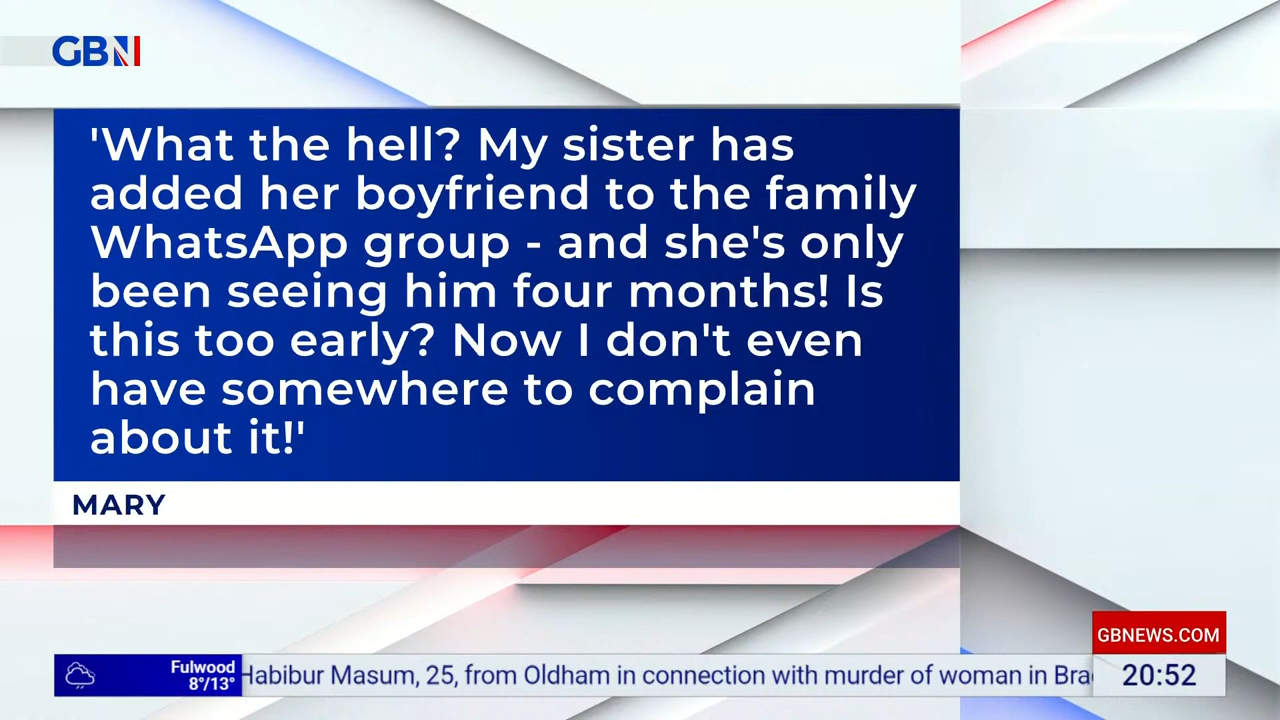 GBN
'What the hell? My sister has
added her boyfriend to the family
WhatsApp group - and she's only
been seeing him four months! Is
this too early? Now I don't even
have somewhere to complain
about it!'
MARY
GBNEWS.COM
Fulwood
8°/13°
Habibur Masum, 25, from Oldham in connection with murder of woman in
20:52